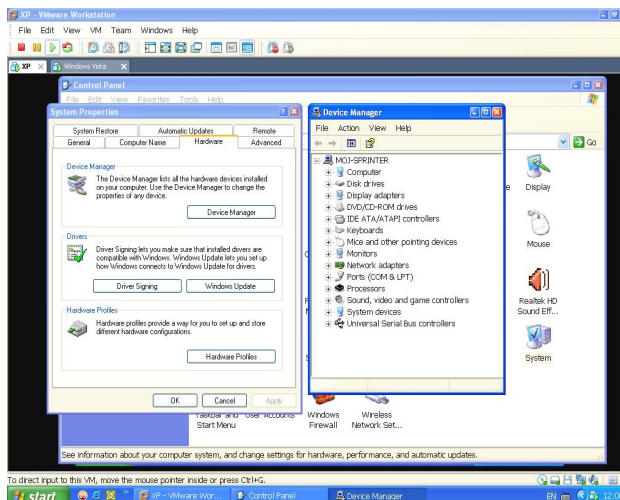 XP - VMware Workstation
File Edit View VM Team Windows Help
XP
Windows Vista
Control Panel
File Edit View Favorites Tools Help
System Properties
System Restore Automatic Updates Remote
General Computer Name Hardware Advanced
Device Manager
The Device Manager lists all the hardware devices installed
on your computer. Use the Device Manager to change the
properties of any device.
Device Manager
Drivers
Driver Signing lets you make sure that installed drivers are
compatible with Windows. Windows Update lets you set up
how Windows connects to Windows Update for drivers.
Driver Signing Windows Update
Hardware Profiles
Hardware profiles provide a way for you to set up and store
different hardware configurations.
Hardware Profiles
OK Cancel Apply
Device Manager
File Action View Help
MOJ-SPRINTER
Computer
Disk drives
Display adapters
DVD/CD-ROM drives
IDE ATA/ATAPI controllers
Keyboards
Mice and other pointing devices
Monitors
Network adapters
Ports (COM & LPT)
Processors
Sound, video and game controllers
System devices
Universal Serial Bus controllers
Go
Display
Mouse
Realtek HD
Sound Eff...
System
Taskbar and User Accounts Windows Wireless
Start Menu Firewall Network Set...
See information about your computer system, and change settings for hardware, performance, and automatic updates.
To direct input to this VM, move the mouse pointer inside or press Ctrl+G.
start XP - VMware Wor... Control Panel Device Manager EN 12:0